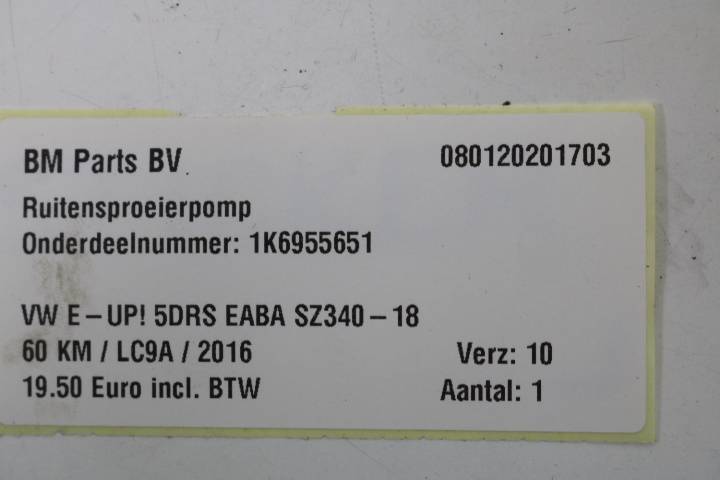 BM Parts BV. 080120201703
Ruitensproeierpomp
Onderdeelnummer: 1K6955651
VW E-UP! 5DRS EABA SZ340-18
60 KM / LC9A / 2016 Verz: 10
19.50 Euro incl. BTW Aantal: 1